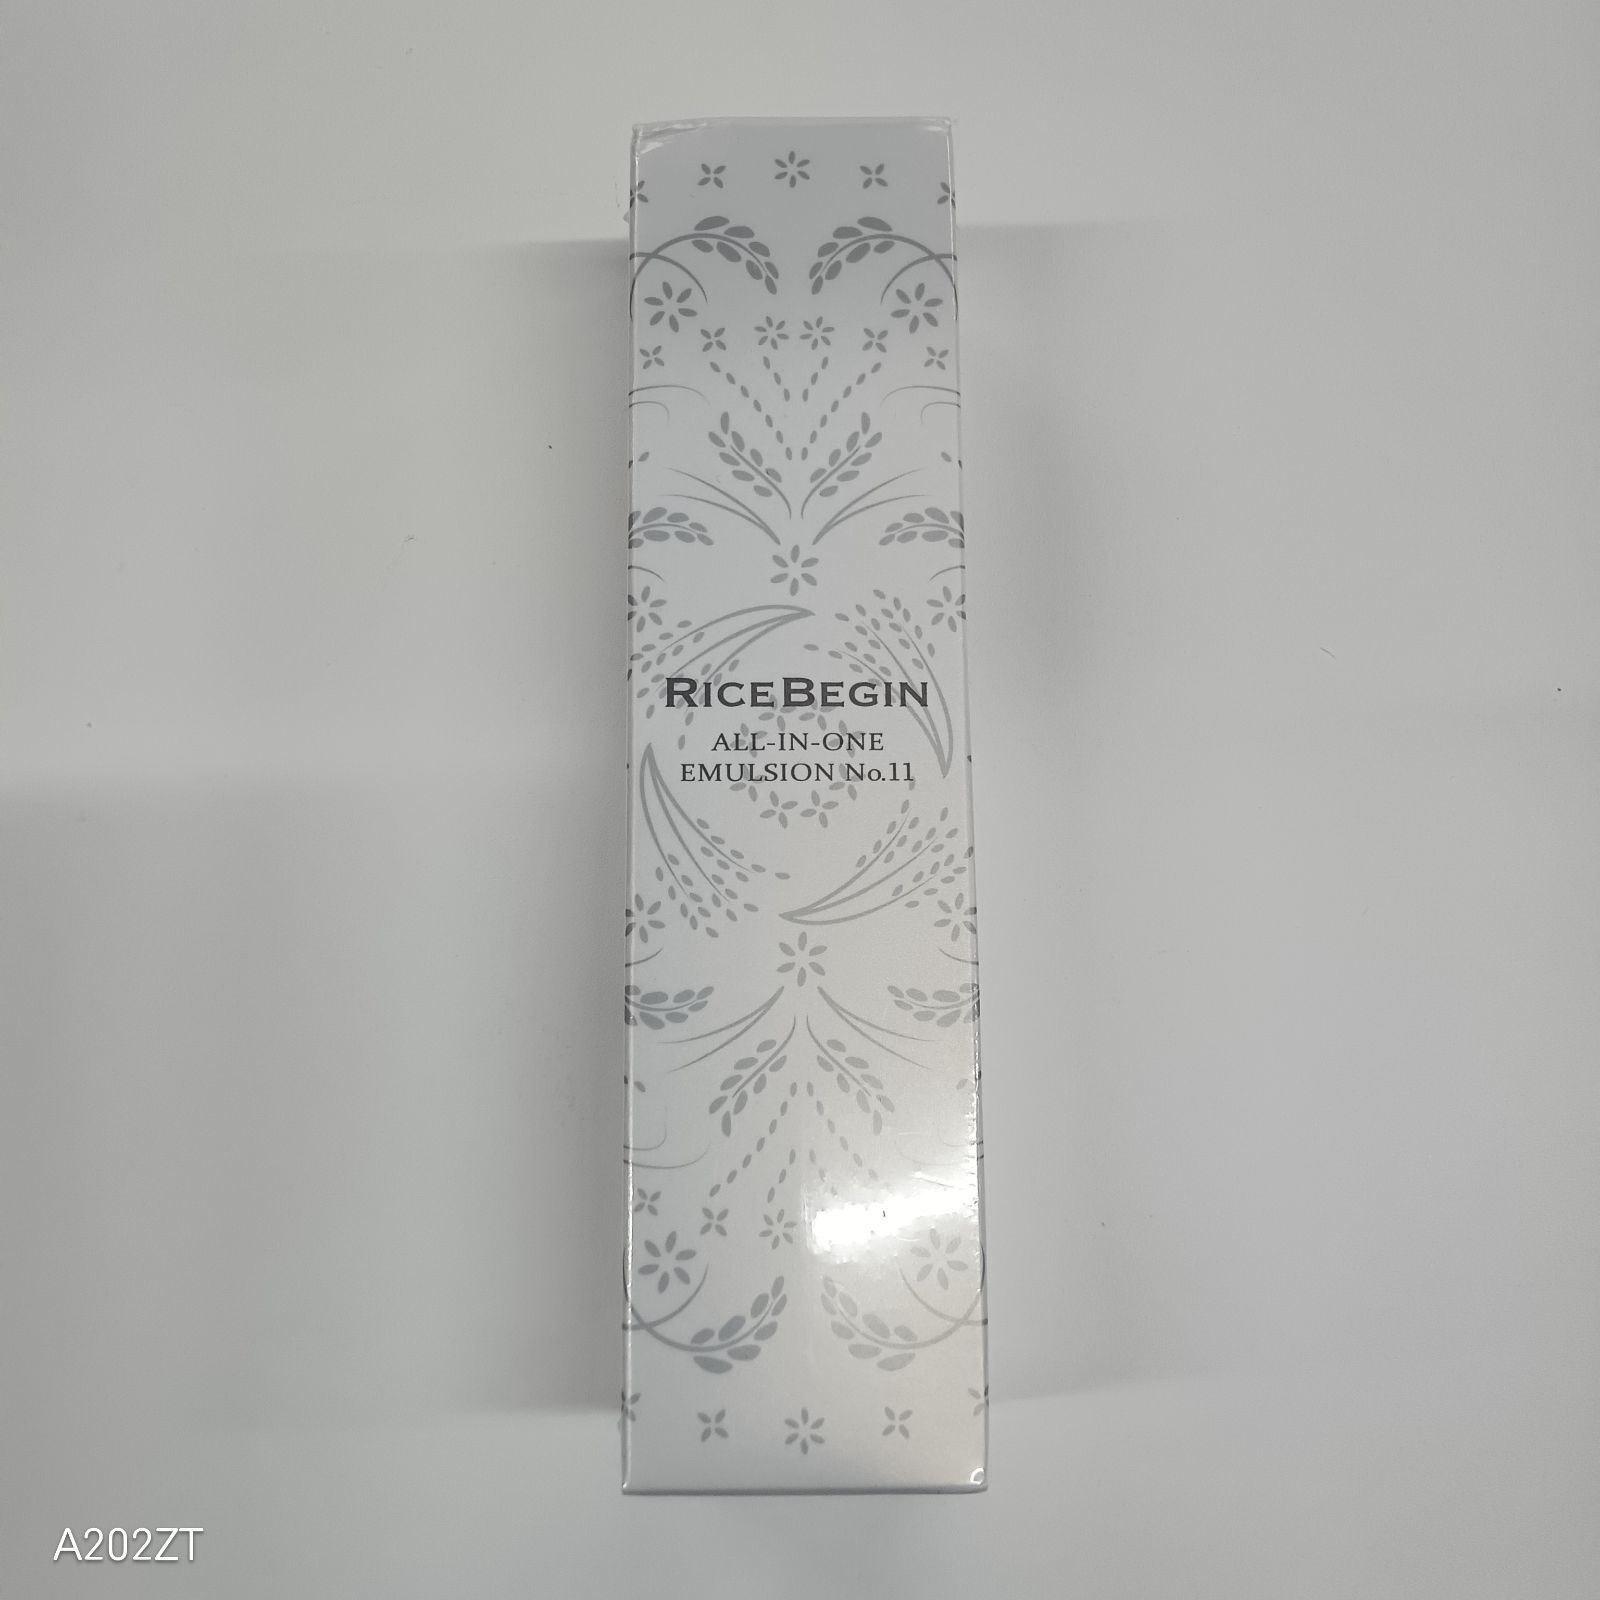 RICEBEGIN
ALL-IN-ONE
EMULSION No.11
A202ZT